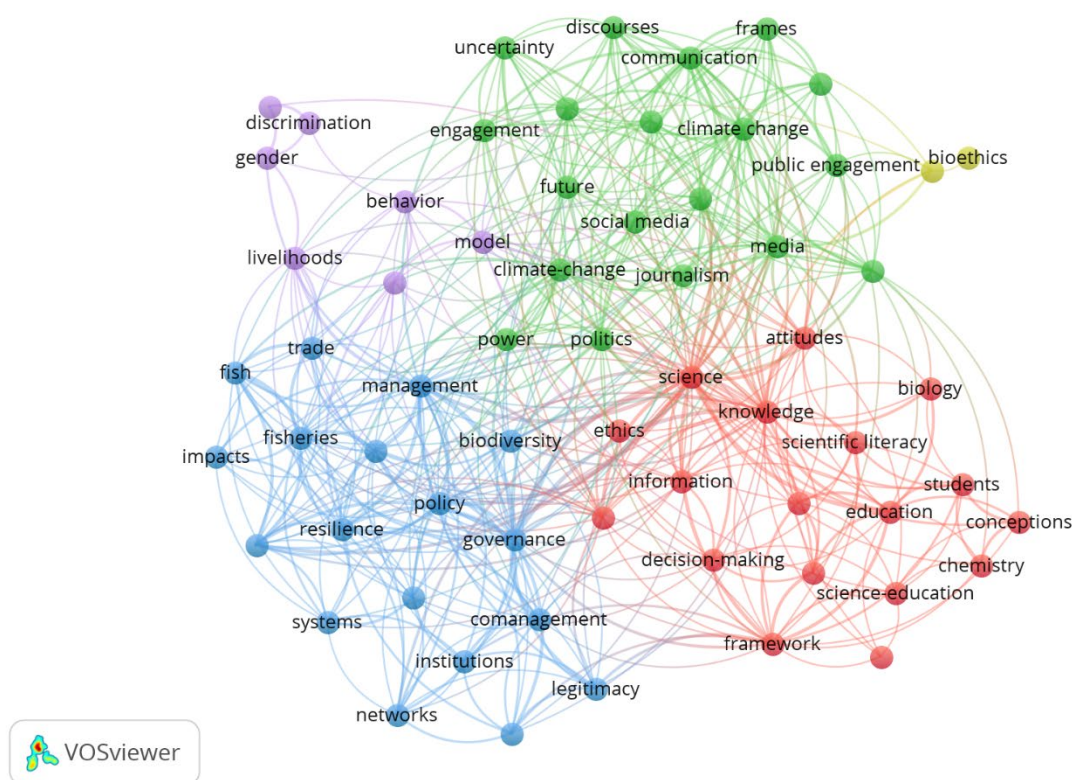 discourses
frames
uncertainty
communication
discrimination
engagement
climate change
gender
public engagement
bioethics
future
behavior
social media
model
media
livelihoods
climate-change
journalism
power
politics
attitudes
trade
fish
management
science
biology
knowledge
ethics
fisheries
biodiversity
scientific literacy
impacts
information
students
policy
education
resilience
conceptions
governance
decision-making
chemistry
science-education
systems
comanagement
framework
institutions
legitimacy
networks
VOSviewer